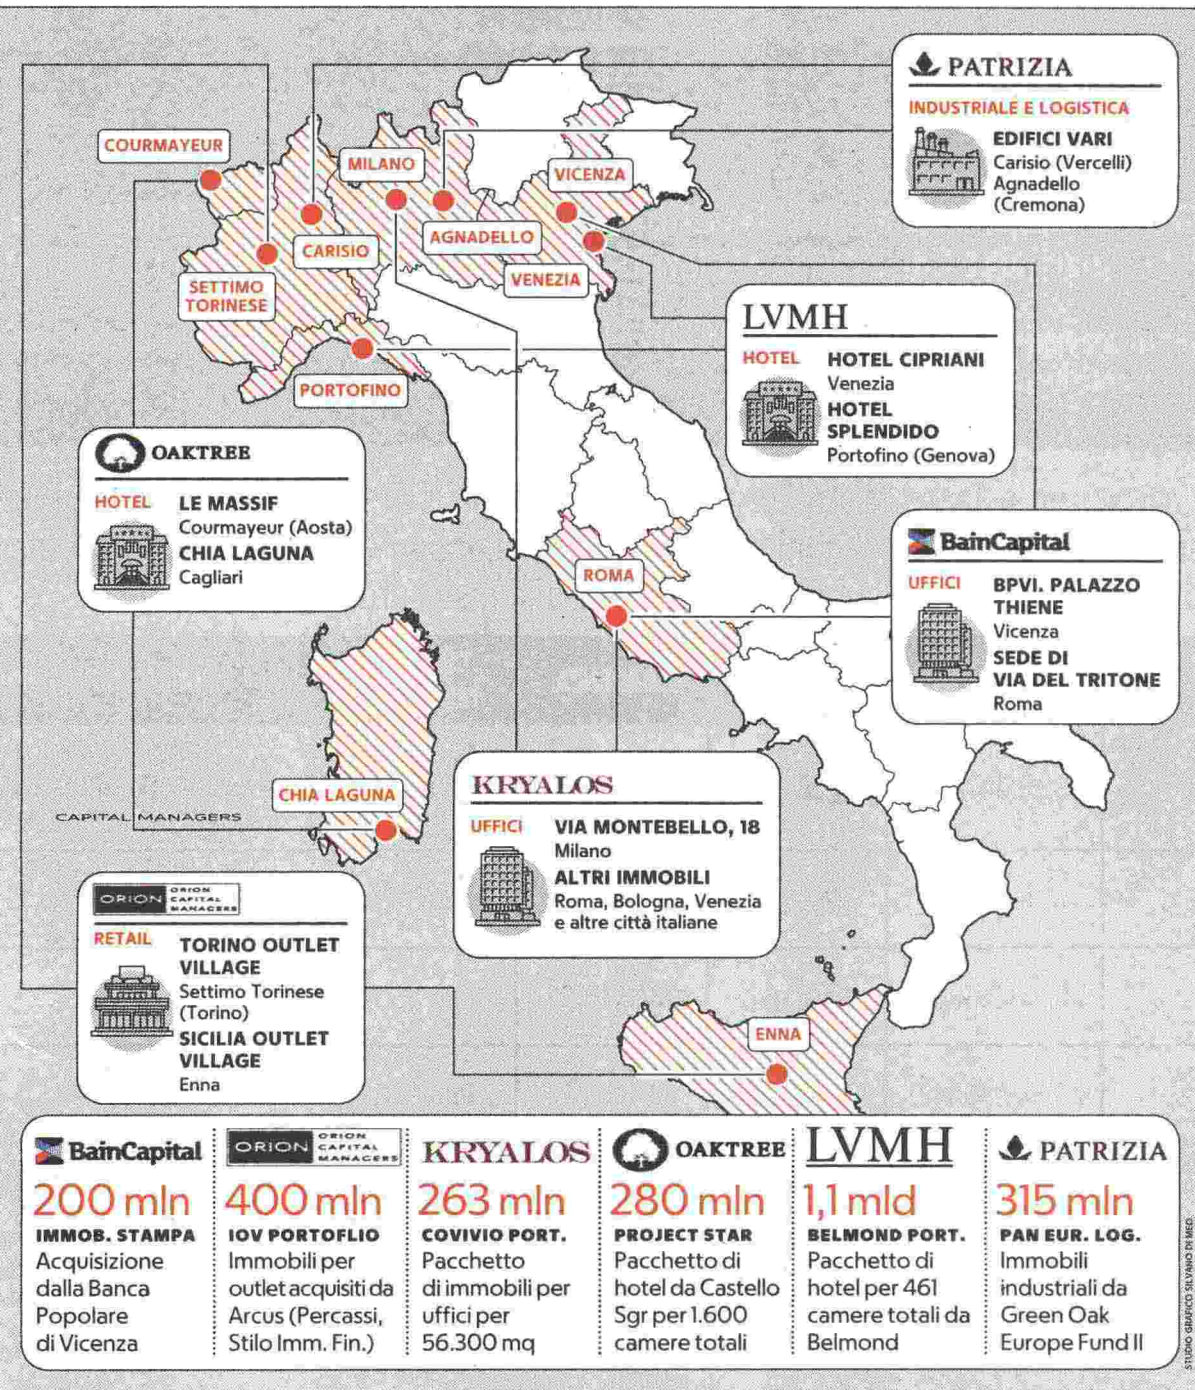 PATRIZIA
INDUSTRIALE E LOGISTICA
EDIFICI VARI
Carisio (Vercelli)
Agnadello
(Cremona)
COURMAYEUR
MILANO
VICENZA
CARISIO
AGNADELLO
VENEZIA
SETTIMO
TORINESE
PORTOFINO
LVMH
HOTEL
HOTEL CIPRIANI
Venezia
HOTEL
SPLENDIDO
Portofino (Genova)
OAKTREE
HOTEL
LE MASSIF
Courmayeur (Aosta)
CHIA LAGUNA
Cagliari
ROMA
BainCapital
UFFICI
BPVI. PALAZZO
THIENE
Vicenza
SEDE DI
VIA DEL TRITONE
Roma
CHIA LAGUNA
CAPITAL MANAGERS
KRYALOS
UFFICI
VIA MONTEBELLO, 18
Milano
ALTRI IMMOBILI
Roma, Bologna, Venezia
e altre città italiane
ORION
ORION
CAPITAL
MANAGERS
RETAIL
TORINO OUTLET
VILLAGE
Settimo Torinese
(Torino)
SICILIA OUTLET
VILLAGE
Enna
ENNA
BainCapital
200 mln
IMMOB. STAMPA
Acquisizione
dalla Banca
Popolare
di Vicenza
ORION
ORION
CAPITAL
MANAGERS
400 mln
IOV PORTOFLIO
Immobili per
outlet acquisiti da
Arcus (Percassi,
Stilo Imm. Fin.)
KRYALOS
263 mln
COVIVIO PORT.
Pacchetto
di immobili per
uffici per
56.300 mq
OAKTREE
280 mln
PROJECT STAR
Pacchetto di
hotel da Castello
Sgr per 1.600
camere totali
LVMH
1,1 mld
BELMOND PORT.
Pacchetto di
hotel per 461
camere totali da
Belmond
PATRIZIA
315 mln
PAN EUR. LOG.
Immobili
industriali da
Green Oak
Europe Fund II
STUDIO GRAFICO SILVANO DI MEO